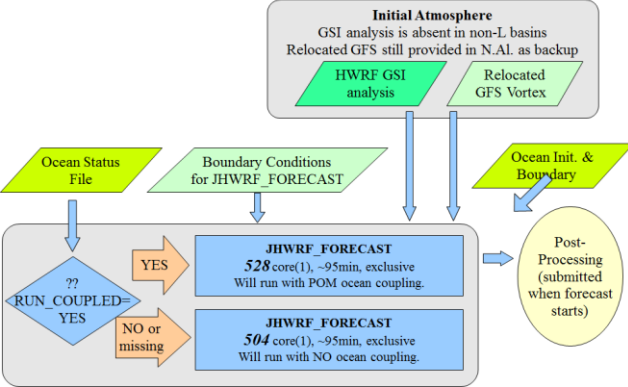 Initial Atmosphere
GSI analysis is absent in non-L basins
Relocated GFS still provided in N.Al. as backup
HWRF GSI
analysis
Relocated
GFS Vortex
Ocean Status
File
Boundary Conditions
for JHWRF_FORECAST
Ocean Init. &
Boundary
??
RUN_COUPLED=
YES
YES
JHWRF_FORECAST
528 core(1), ~95min, exclusive
Will run with POM ocean coupling.
NO or
missing
JHWRF_FORECAST
504 core(1), ~95min, exclusive
Will run with NO ocean coupling.
Post-
Processing
(submitted
when forecast
starts)